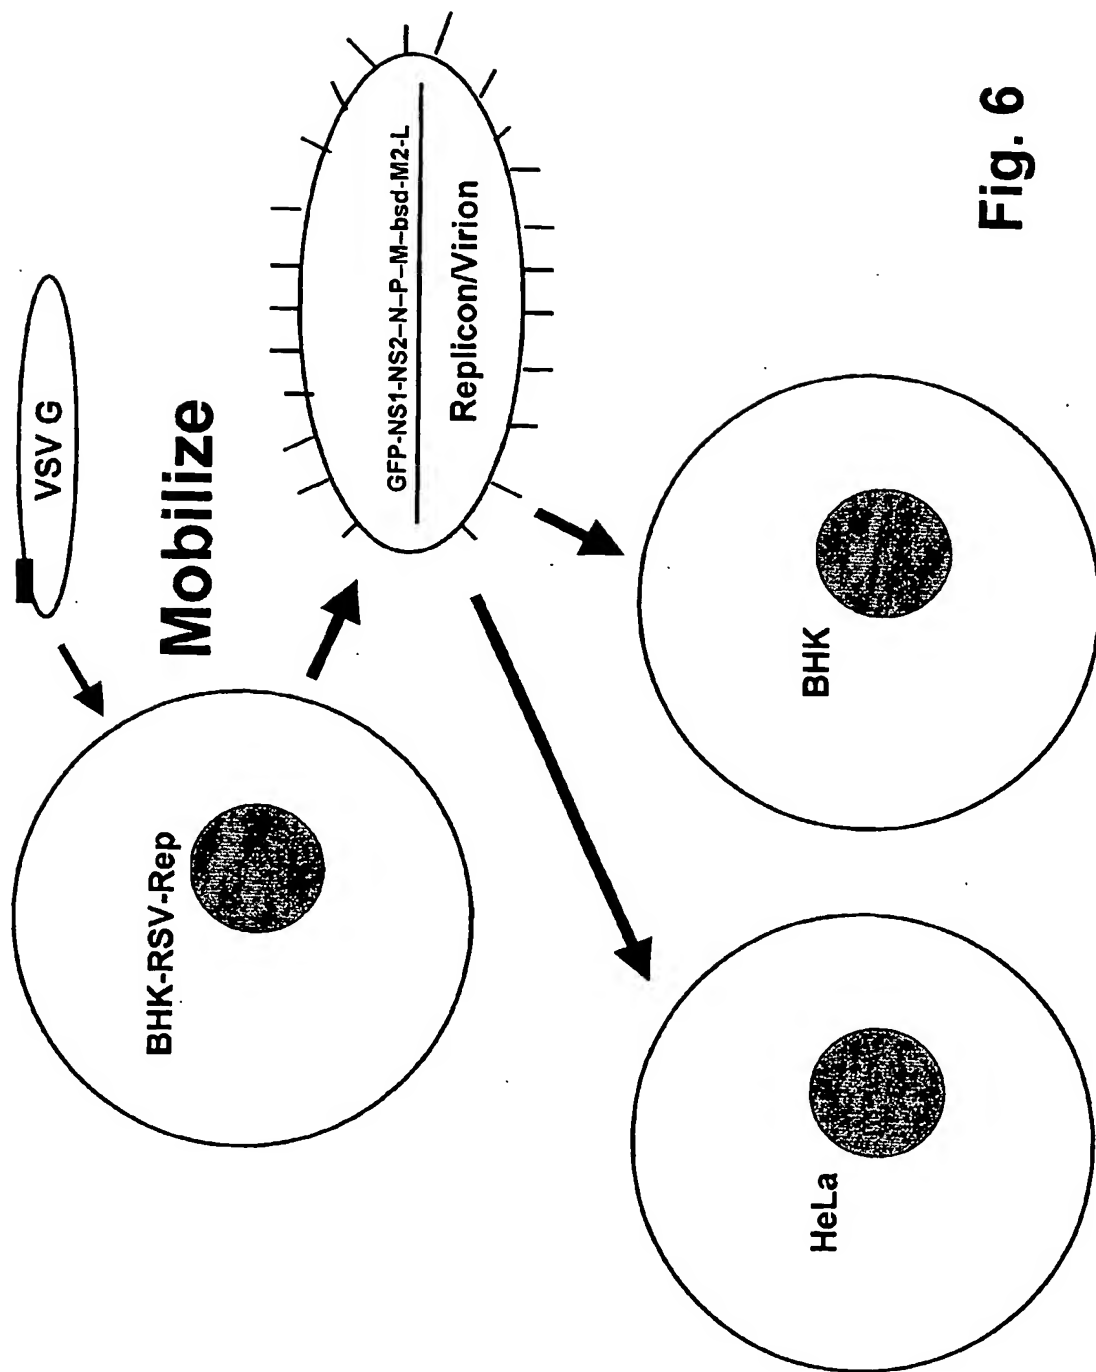 VSV G
BHK-RSV-Rep
Mobilize
GFP-NS1-NS2–N–P–M–bsd-M2-L
Replicon/Virion
HeLa
BHK
Fig. 6